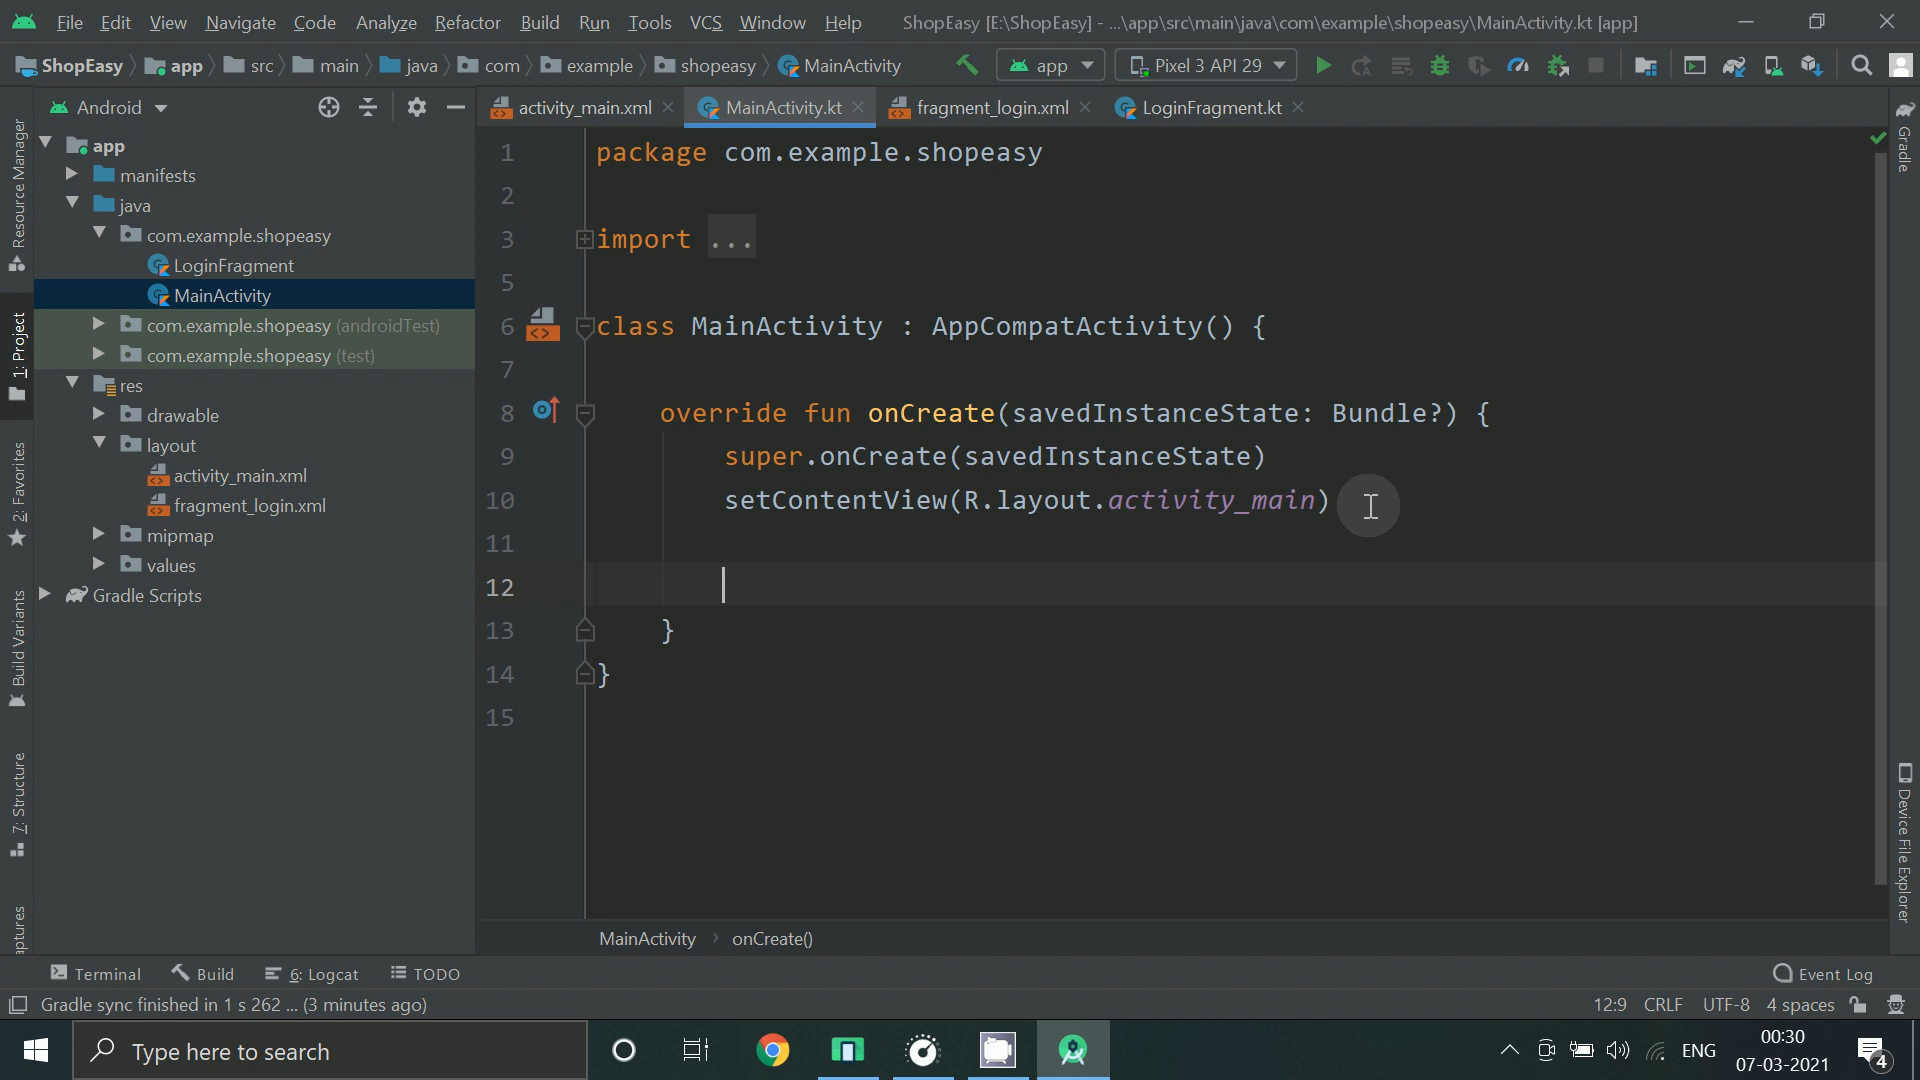 File Edit View Navigate Code Analyze Refactor Build Run Tools VCS Window Help ShopEasy [E:\ShopEasy] - ...\app\src\main\java\com\example\shopeasy\MainActivity.kt [app]
ShopEasy app src main java com example shopeasy MainActivity app Pixel 3 API 29
Android
activity_main.xml MainActivity.kt fragment_login.xml LoginFragment.kt
app
manifests
java
com.example.shopeasy
LoginFragment
MainActivity
com.example.shopeasy (androidTest)
com.example.shopeasy (test)
res
drawable
layout
activity_main.xml
fragment_login.xml
mipmap
values
Gradle Scripts
Resource Manager
1: Project
2: Favorites
Build Variants
7: Structure
aptures
1 package com.example.shopeasy
2
3 import ...
5
6 class MainActivity : AppCompatActivity() {
7
8 override fun onCreate(savedInstanceState: Bundle?) {
9 super.onCreate(savedInstanceState)
10 setContentView(R.layout.activity_main)
11
12
13 }
14 }
15
Gradle
Device File Explorer
MainActivity onCreate()
Terminal Build 6: Logcat TODO Event Log
Gradle sync finished in 1 s 262 ... (3 minutes ago) 12:9 CRLF UTF-8 4 spaces
Type here to search ENG 00:30
07-03-2021
4